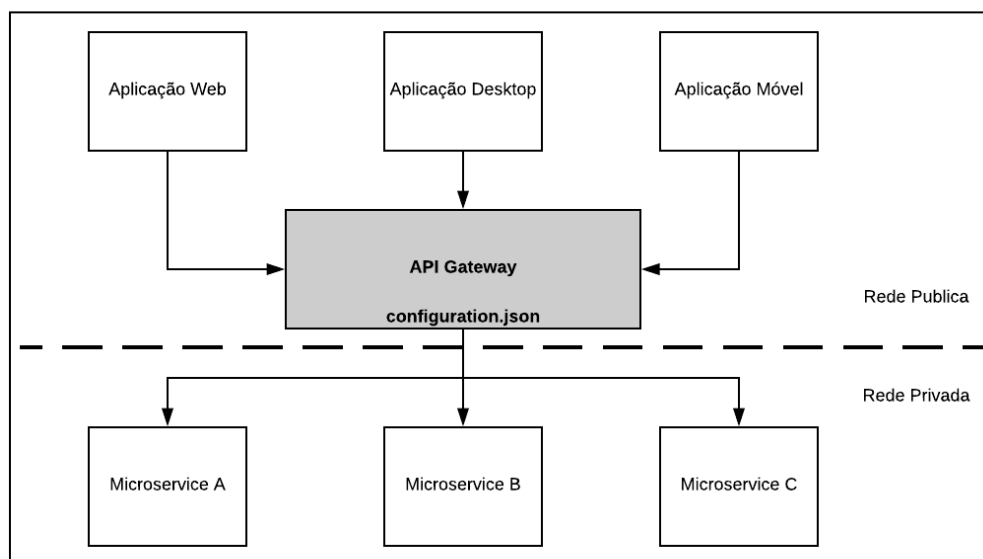 Aplicação Web
Aplicação Desktop
Aplicação Móvel
API Gateway
configuration.json
Rede Publica
Rede Privada
Microservice A
Microservice B
Microservice C